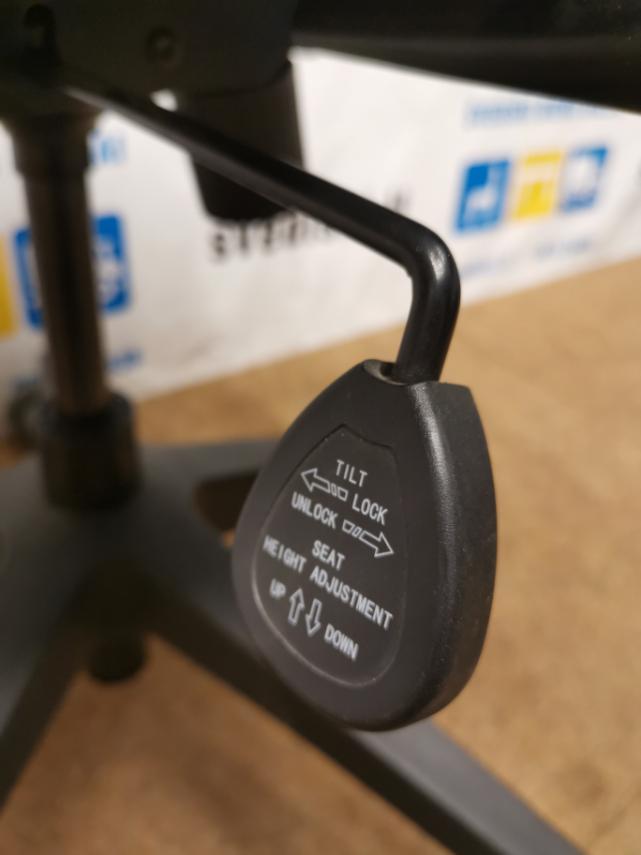 TILT
LOCK
UNLOCK
SEAT
HEIGHT ADJUSTMENT
UP
DOWN